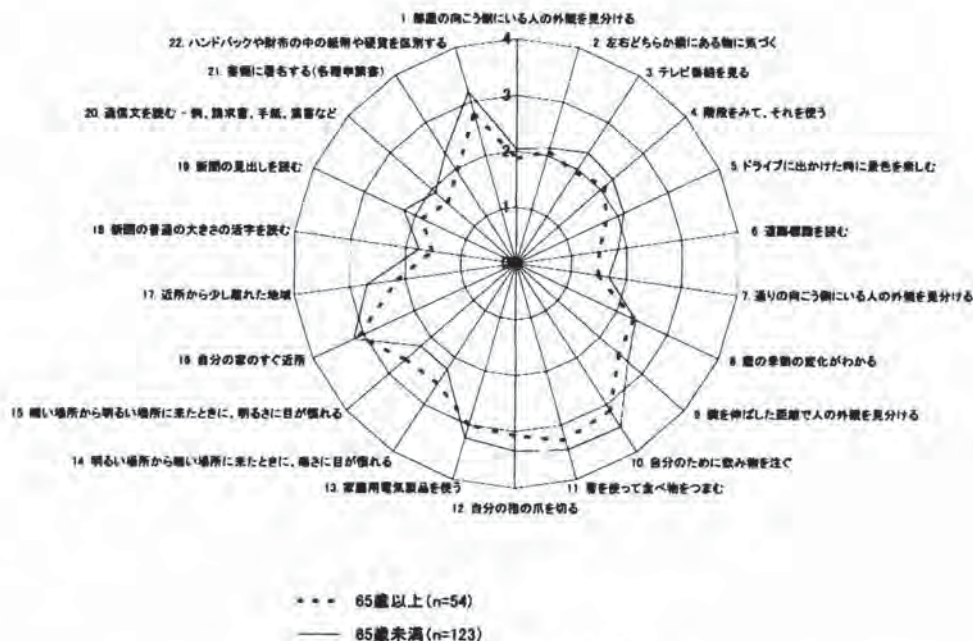 1. 部屋の向こう側にいる人の外観を見分ける
2. 左右どちらか横にある物に気づく
3. テレビ番組を見る
4. 階段をみて、それを使う
5. ドライブに出かけた時に景色を楽しむ
6. 道路標識を読む
7. 通りの向こう側にいる人の外観を見分ける
8. 庭の季節の変化がわかる
9. 腕を伸ばした距離で人の外観を見分ける
10. 自分のために飲み物を注ぐ
11. 箸を使って食べ物をつまむ
12. 自分の指の爪を切る
13. 家庭用電気製品を使う
14. 明るい場所から暗い場所に来たときに、暗さに目が慣れる
15. 暗い場所から明るい場所に来たときに、明るさに目が慣れる
16. 自分の家のすぐ近所
17. 近所から少し離れた地域
18. 新聞の普通の大きさの活字を読む
19. 新聞の見出しを読む
20. 通信文を読む - 例、請求書、手紙、葉書など
21. 書類に署名する(各種申請書)
22. ハンドバックや財布の中の紙幣や硬貨を区別する
4
3
2
1
65歳以上(n=54)
65歳未満(n=123)